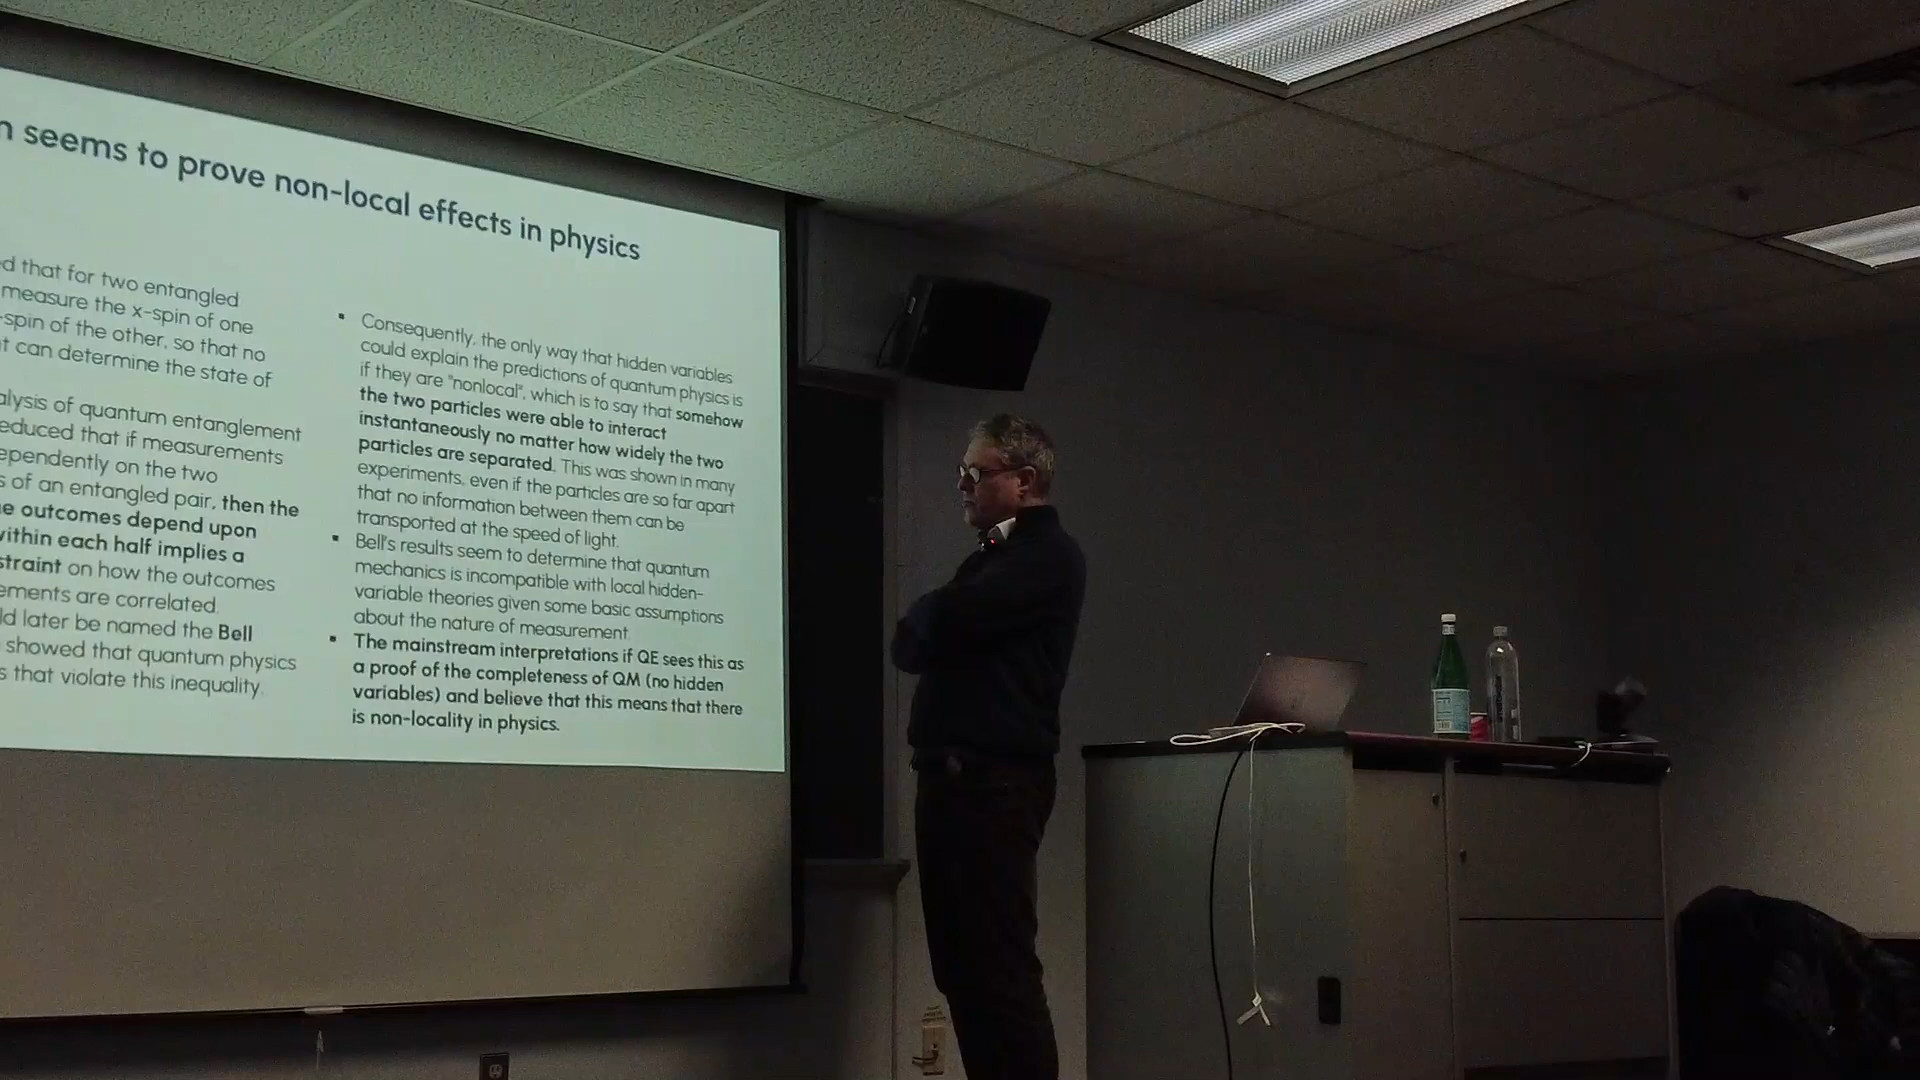 seems to prove non-local effects in physics
d that for two entangled
measure the x-spin of one
-spin of the other, so that no
t can determine the state of
alysis of quantum entanglement
educed that if measurements
ependently on the two
s of an entangled pair, then the
e outcomes depend upon
within each half implies a
straint on how the outcomes
ements are correlated.
ld later be named the Bell
showed that quantum physics
s that violate this inequality.
▪ Consequently, the only way that hidden variables
could explain the predictions of quantum physics is
if they are "nonlocal", which is to say that somehow
the two particles were able to interact
instantaneously no matter how widely the two
particles are separated. This was shown in many
experiments, even if the particles are so far apart
that no information between them can be
transported at the speed of light.
▪ Bell's results seem to determine that quantum
mechanics is incompatible with local hidden-
variable theories given some basic assumptions
about the nature of measurement.
▪ The mainstream interpretations if QE sees this as
a proof of the completeness of QM (no hidden
variables) and believe that this means that there
is non-locality in physics.